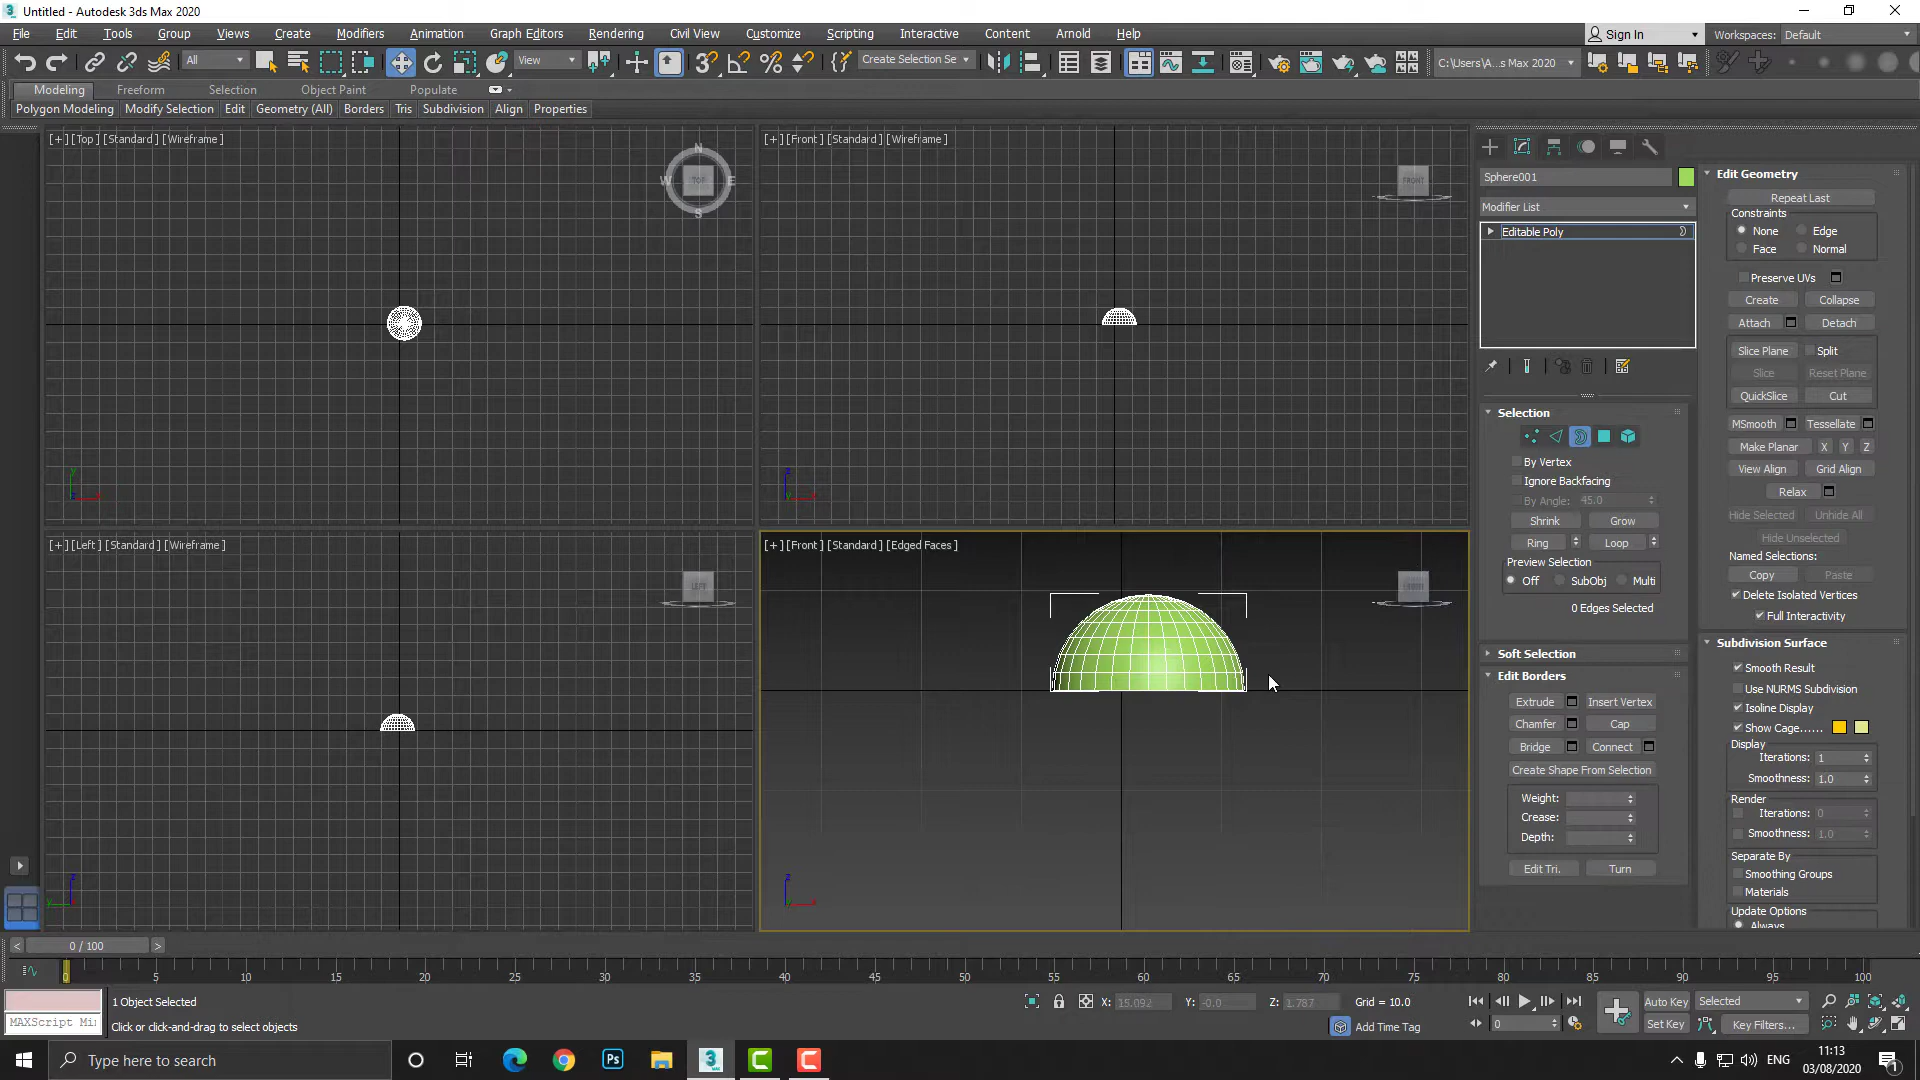 Untitled - Autodesk 3ds Max 2020
File Edit Tools Group Views Create Modifiers Animation Graph Editors Rendering Civil View Customize Scripting Interactive Content Arnold Help
Sign In
Workspaces: Default
All
View
Create Selection Se
C:\Users\A...s Max 2020
Modeling Freeform Selection Object Paint Populate
Polygon Modeling Modify Selection Edit Geometry (All) Borders Tris Subdivision Align Properties
[+] [Top] [Standard] [Wireframe]
N
W TOP E
S
y
z x
[+] [Front] [Standard] [Wireframe]
FRONT
z
y x
[+] [Left] [Standard] [Wireframe]
LEFT
z
y
[+] [Front] [Standard] [Edged Faces]
z
y x
Sphere001
Modifier List
Editable Poly
Selection
By Vertex
Ignore Backfacing
By Angle: 45.0
Shrink Grow
Ring Loop
Preview Selection
Off SubObj Multi
0 Edges Selected
Soft Selection
Edit Borders
Extrude Insert Vertex
Chamfer Cap
Bridge Connect
Create Shape From Selection
Weight:
Crease:
Depth:
Edit Tri. Turn
Edit Geometry
Repeat Last
Constraints
None Edge
Face Normal
Preserve UVs
Create Collapse
Attach Detach
Slice Plane Split
Slice Reset Plane
QuickSlice Cut
MSmooth Tessellate
Make Planar X Y Z
View Align Grid Align
Relax
Hide Selected Unhide All
Hide Unselected
Named Selections:
Copy Paste
Delete Isolated Vertices
Full Interactivity
Subdivision Surface
Smooth Result
Use NURMS Subdivision
Isoline Display
Show Cage......
Display
Iterations: 1
Smoothness: 1.0
Render
Iterations: 0
Smoothness: 1.0
Separate By
Smoothing Groups
Materials
Update Options
Always
< 0 / 100 >
0 5 10 15 20 25 30 35 40 45 50 55 60 65 70 75 80 85 90 95 100
MAXScript Mi
1 Object Selected
Click or click-and-drag to select objects
X: 15.092 Y: -0.0 Z: 1.787 Grid = 10.0
Add Time Tag
0
Auto Key Selected
Set Key Key Filters...
Type here to search
Ps
3 MAX
C
C
ENG
11:13
03/08/2020
1